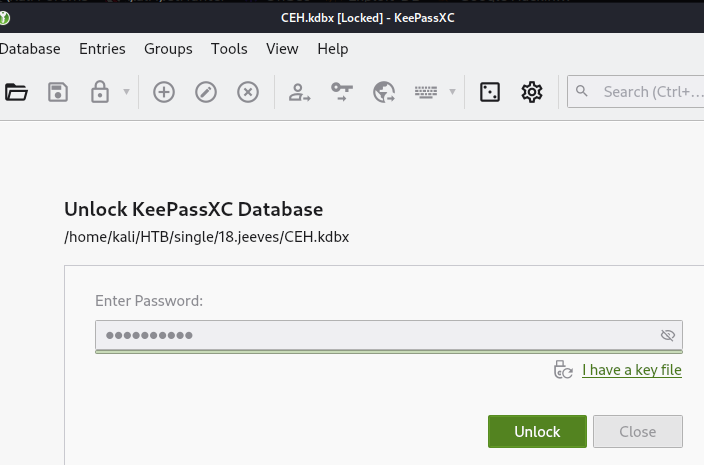 CEH.kdbx [Locked] - KeePassXC
Database Entries Groups Tools View Help
Search (Ctrl+...
Unlock KeePassXC Database
/home/kali/HTB/single/18.jeeves/CEH.kdbx
Enter Password:
●●●●●●●●●●
I have a key file
Unlock Close